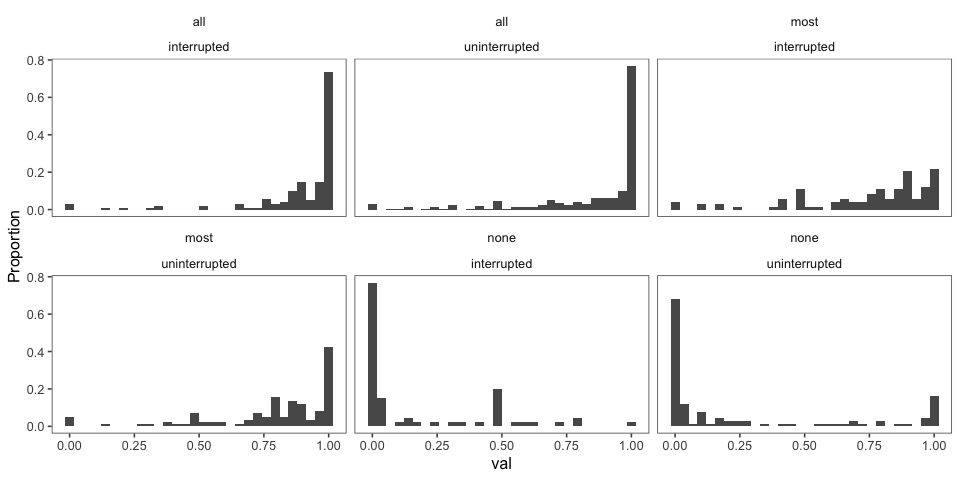 all all most
interrupted uninterrupted interrupted
0.8
0.6
0.4
0.2
0.0
Proportion
most none none
uninterrupted interrupted uninterrupted
0.8
0.6
0.4
0.2
0.0
0.00 0.25 0.50 0.75 1.00 0.00 0.25 0.50 0.75 1.00 0.00 0.25 0.50 0.75 1.00
val